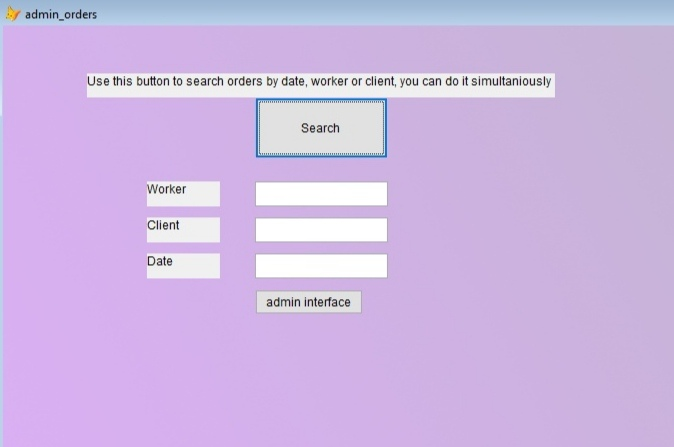 admin_orders
Use this button to search orders by date, worker or client, you can do it simultaniously
Search
Worker
Client
Date
admin interface